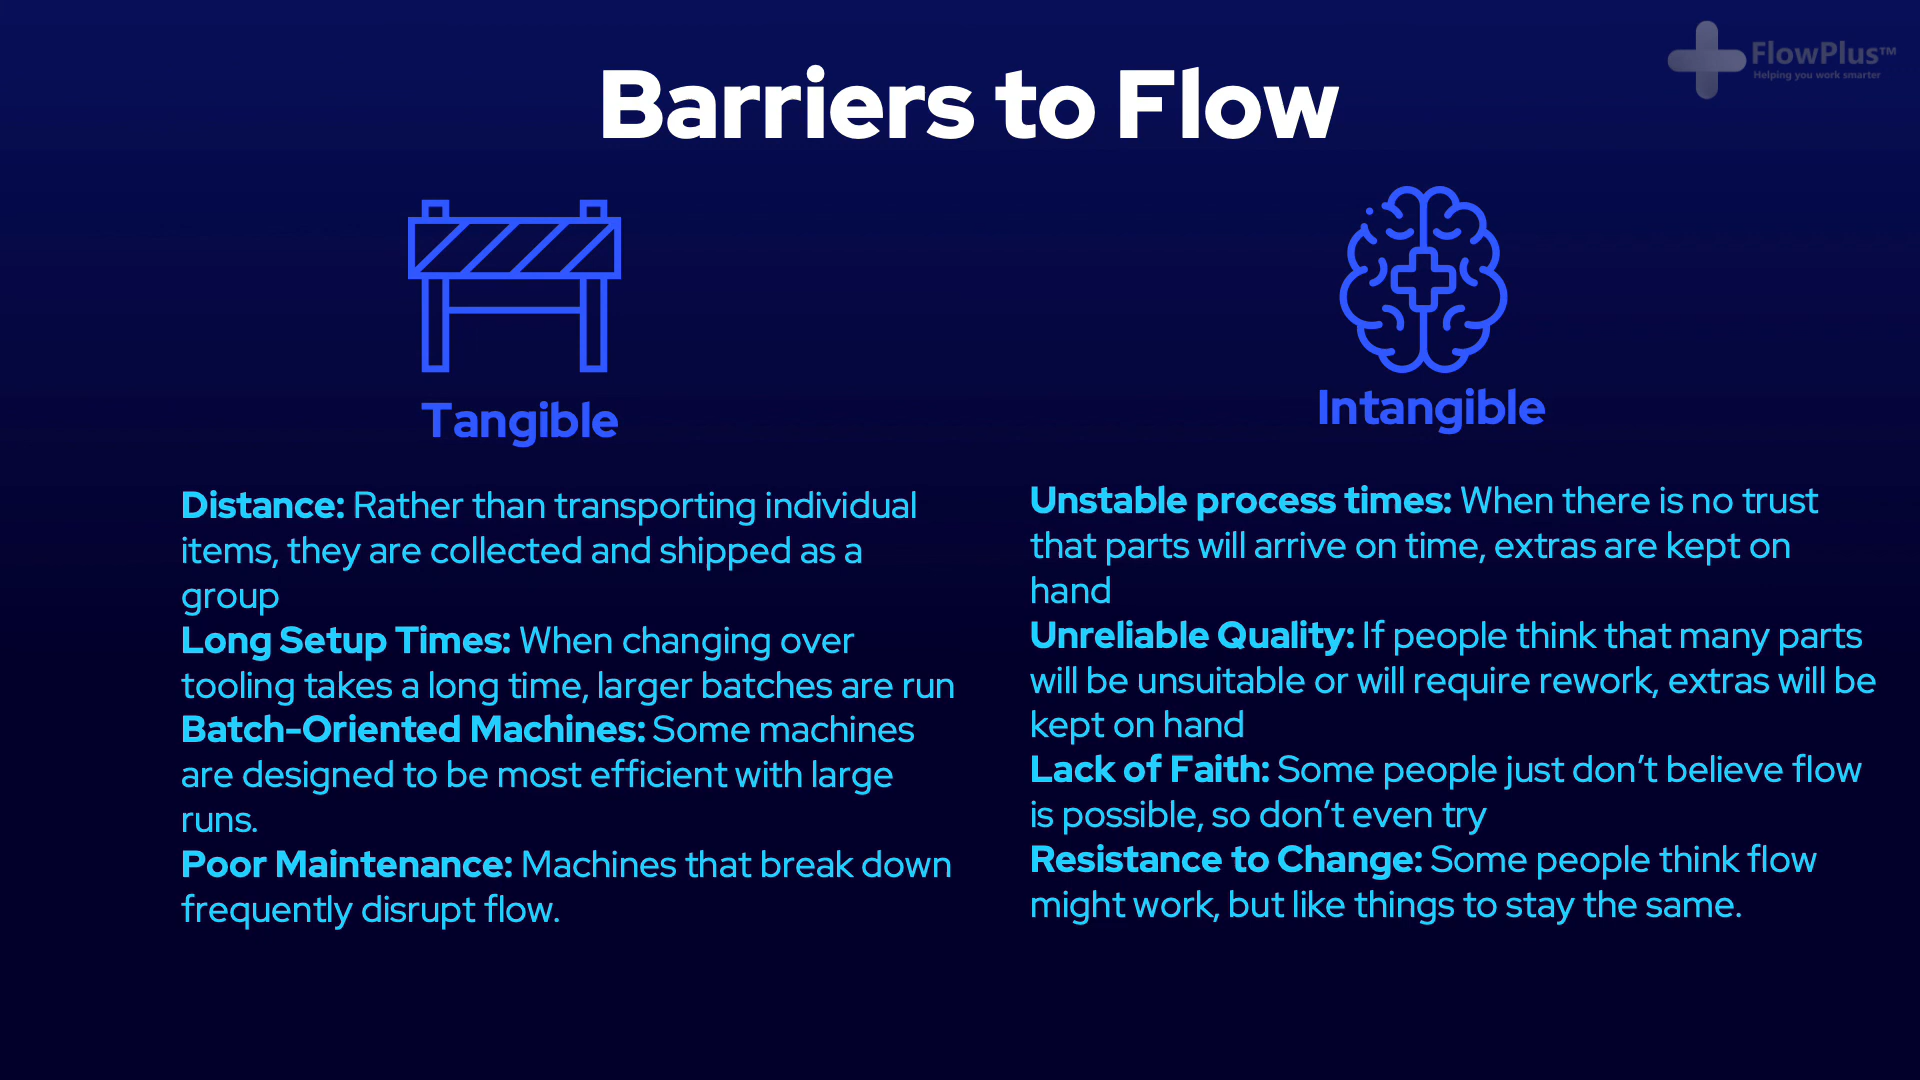 FlowPlus™
Helping you work smarter
Barriers to Flow
Tangible
Distance: Rather than transporting individual
items, they are collected and shipped as a
group
Long Setup Times: When changing over
tooling takes a long time, larger batches are run
Batch-Oriented Machines: Some machines
are designed to be most efficient with large
runs.
Poor Maintenance: Machines that break down
frequently disrupt flow.
Intangible
Unstable process times: When there is no trust
that parts will arrive on time, extras are kept on
hand
Unreliable Quality: If people think that many parts
will be unsuitable or will require rework, extras will be
kept on hand
Lack of Faith: Some people just don’t believe flow
is possible, so don’t even try
Resistance to Change: Some people think flow
might work, but like things to stay the same.